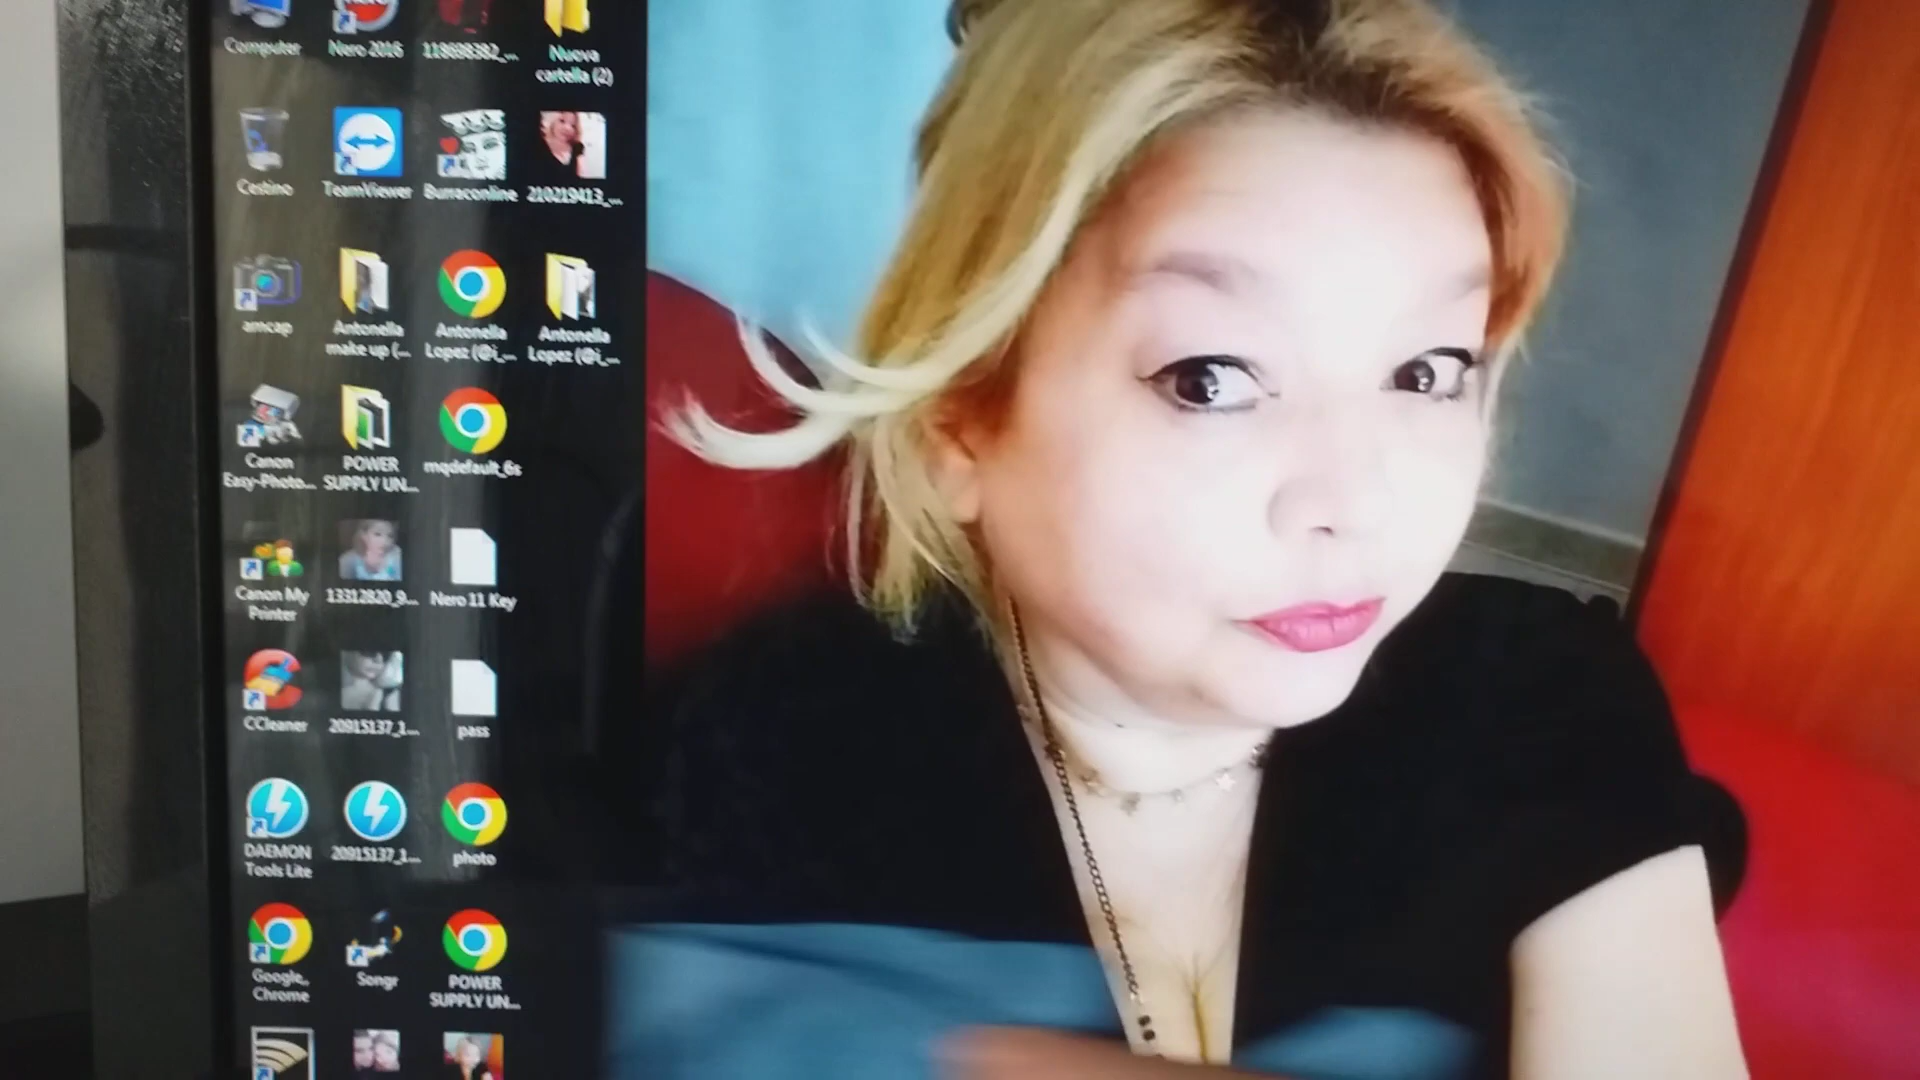 Computer
Nero 2016
118698382_...
Nuova
cartella (2)
Cestino
TeamViewer
Burraconline
210219413_...
amcap
Antonella
make up (...
Antonella
Lopez (@i_...
Antonella
Lopez (@i_...
Canon
Easy-Photo...
POWER
SUPPLY UN...
mqdefault_6s
Canon My
Printer
13312820_9...
Nero 11 Key
CCleaner
20915137_1...
pass
DAEMON
Tools Lite
20915137_1...
photo
Google
Chrome
Songr
POWER
SUPPLY UN...